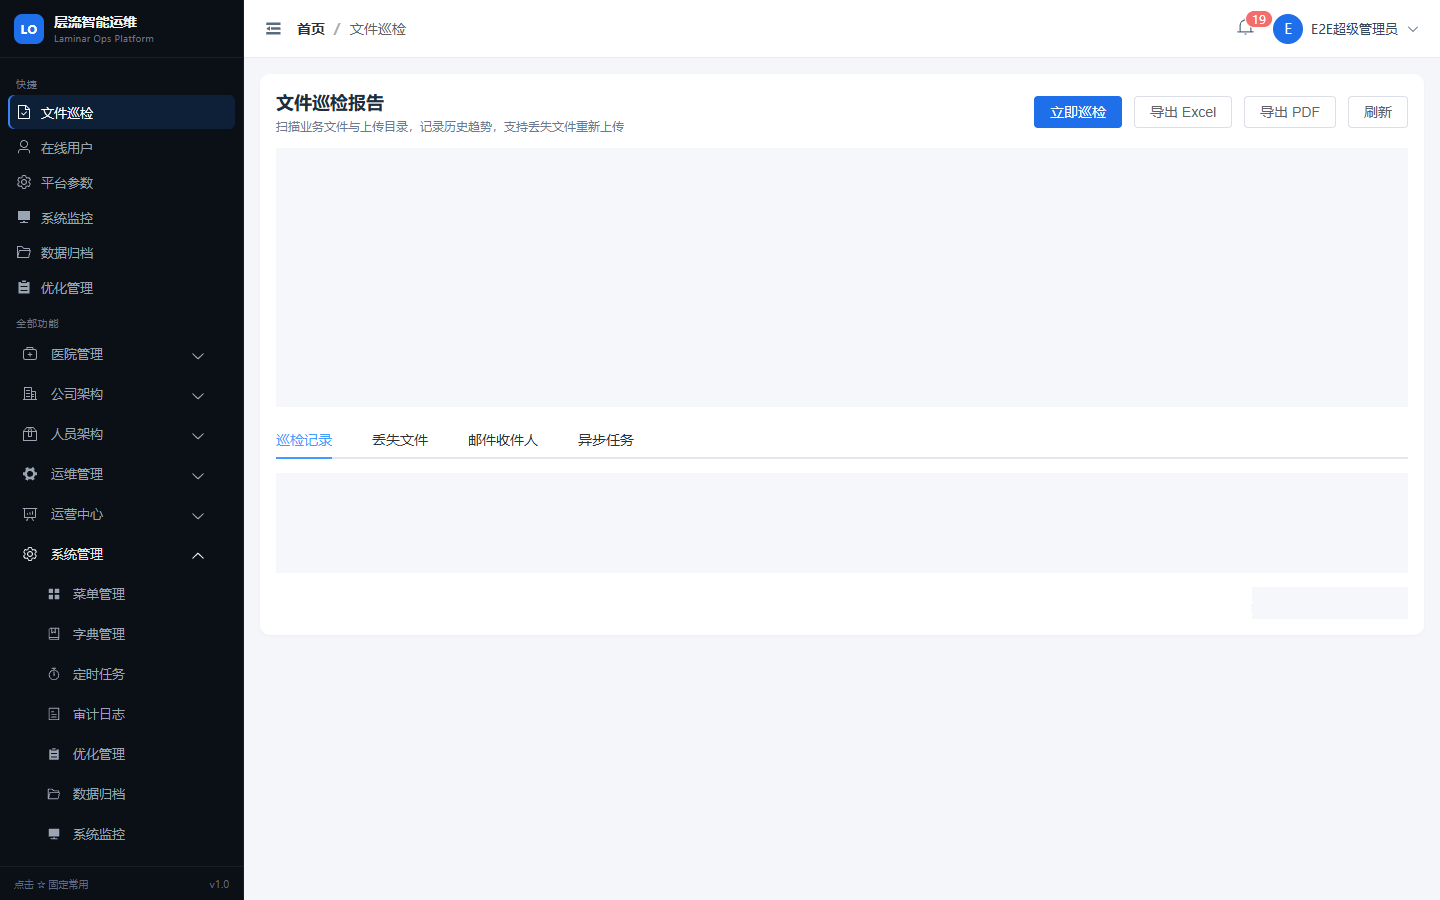 LO
层流智能运维
Laminar Ops Platform
快捷
文件巡检
在线用户
平台参数
系统监控
数据归档
优化管理
全部功能
医院管理
公司架构
人员架构
运维管理
运营中心
系统管理
菜单管理
字典管理
定时任务
审计日志
优化管理
数据归档
系统监控
点击 ☆ 固定常用 v1.0
首页 / 文件巡检
19
E
E2E超级管理员
文件巡检报告
扫描业务文件与上传目录，记录历史趋势，支持丢失文件重新上传
立即巡检 导出 Excel 导出 PDF 刷新
巡检记录 丢失文件 邮件收件人 异步任务